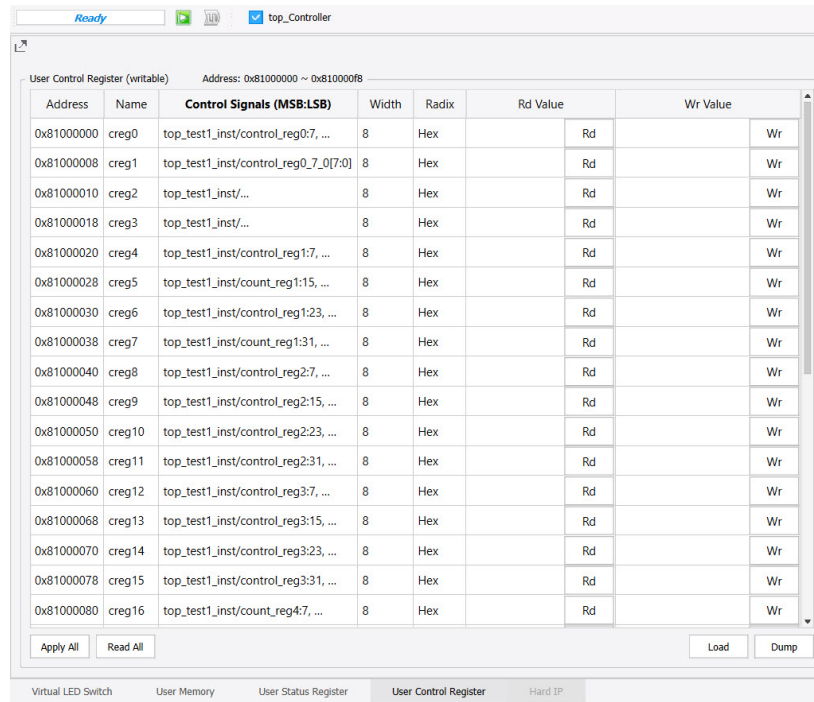 Ready top_Controller
User Control Register (writable) Address: 0x81000000 ~ 0x810000f8
Address Name Control Signals (MSB:LSB) Width Radix Rd Value Wr Value
0x81000000 creg0 top_test1_inst/control_reg0:7, ... 8 Hex Rd Wr
0x81000008 creg1 top_test1_inst/control_reg0_7_0[7:0] 8 Hex Rd Wr
0x81000010 creg2 top_test1_inst/... 8 Hex Rd Wr
0x81000018 creg3 top_test1_inst/... 8 Hex Rd Wr
0x81000020 creg4 top_test1_inst/control_reg1:7, ... 8 Hex Rd Wr
0x81000028 creg5 top_test1_inst/count_reg1:15, ... 8 Hex Rd Wr
0x81000030 creg6 top_test1_inst/control_reg1:23, ... 8 Hex Rd Wr
0x81000038 creg7 top_test1_inst/count_reg1:31, ... 8 Hex Rd Wr
0x81000040 creg8 top_test1_inst/control_reg2:7, ... 8 Hex Rd Wr
0x81000048 creg9 top_test1_inst/control_reg2:15, ... 8 Hex Rd Wr
0x81000050 creg10 top_test1_inst/control_reg2:23, ... 8 Hex Rd Wr
0x81000058 creg11 top_test1_inst/control_reg2:31, ... 8 Hex Rd Wr
0x81000060 creg12 top_test1_inst/control_reg3:7, ... 8 Hex Rd Wr
0x81000068 creg13 top_test1_inst/control_reg3:15, ... 8 Hex Rd Wr
0x81000070 creg14 top_test1_inst/control_reg3:23, ... 8 Hex Rd Wr
0x81000078 creg15 top_test1_inst/control_reg3:31, ... 8 Hex Rd Wr
0x81000080 creg16 top_test1_inst/count_reg4:7, ... 8 Hex Rd Wr
Apply All Read All Load Dump
Virtual LED Switch User Memory User Status Register User Control Register Hard IP